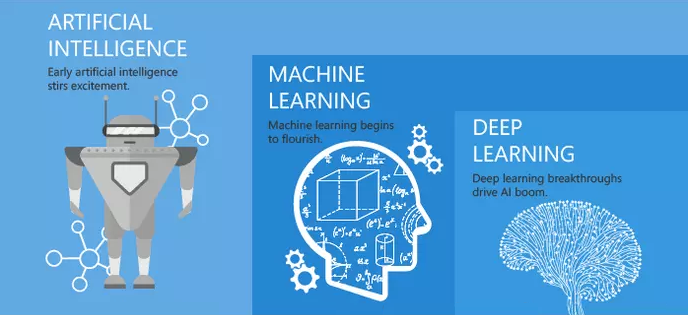 ARTIFICIAL
INTELLIGENCE
Early artificial intelligence
stirs excitement.
MACHINE
LEARNING
Machine learning begins
to flourish.
DEEP
LEARNING
Deep learning breakthroughs
drive AI boom.